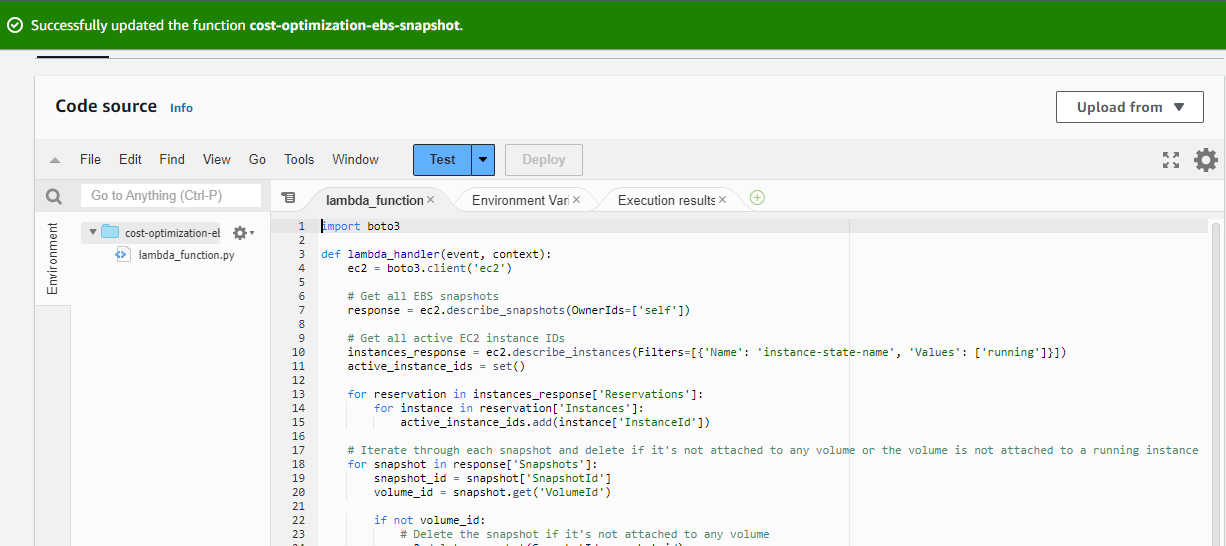 Successfully updated the function cost-optimization-ebs-snapshot.
Code source Info
Upload from
File Edit Find View Go Tools Window Test Deploy
Go to Anything (Ctrl-P)
lambda_function × Environment Vari × Execution results ×
Environment
cost-optimization-eb
lambda_function.py
1 import boto3
2
3 def lambda_handler(event, context):
4 ec2 = boto3.client('ec2')
5
6 # Get all EBS snapshots
7 response = ec2.describe_snapshots(OwnerIds=['self'])
8
9 # Get all active EC2 instance IDs
10 instances_response = ec2.describe_instances(Filters=[{'Name': 'instance-state-name', 'Values': ['running']}])
11 active_instance_ids = set()
12
13 for reservation in instances_response['Reservations']:
14 for instance in reservation['Instances']:
15 active_instance_ids.add(instance['InstanceId'])
16
17 # Iterate through each snapshot and delete if it's not attached to any volume or the volume is not attached to a running instance
18 for snapshot in response['Snapshots']:
19 snapshot_id = snapshot['SnapshotId']
20 volume_id = snapshot.get('VolumeId')
21
22 if not volume_id:
23 # Delete the snapshot if it's not attached to any volume